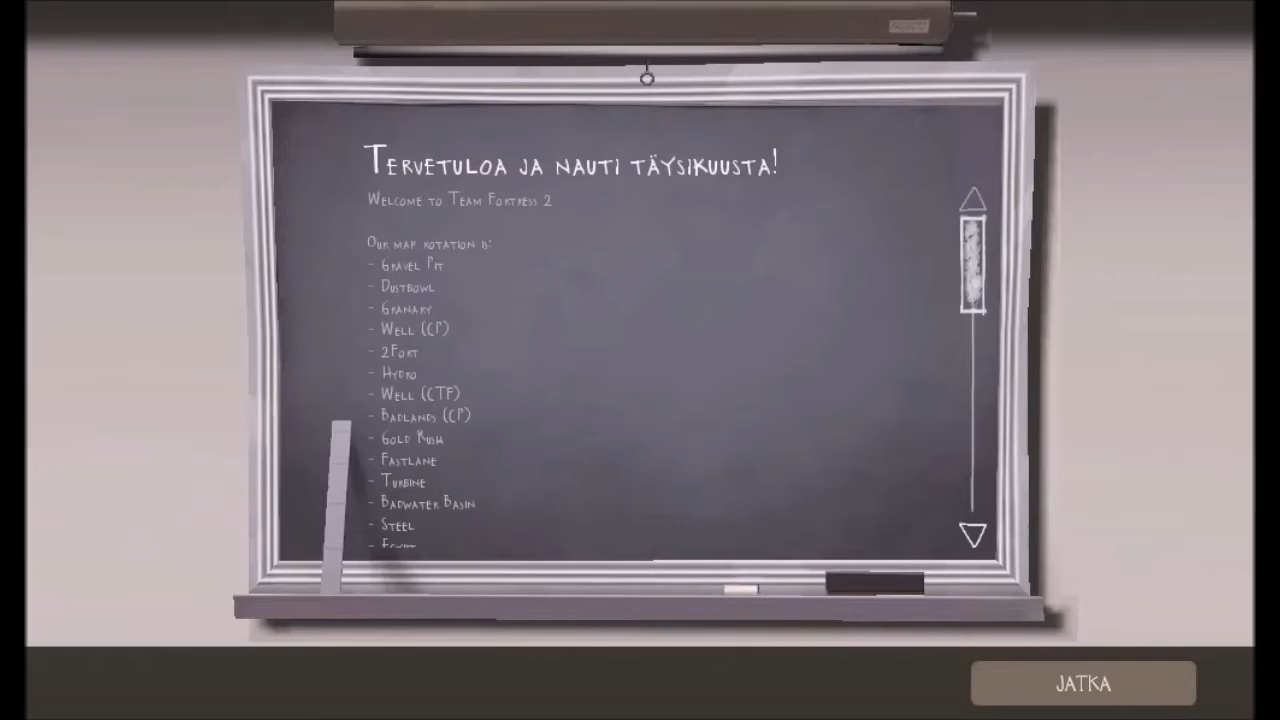 Tervetuloa ja nauti täysikuusta!
Welcome to Team Fortress 2
Our map rotation is:
- Gravel Pit
- Dustbowl
- Granary
- Well (CP)
- 2Fort
- Hydro
- Well (CTF)
- Badlands (CP)
- Gold Rush
- Fastlane
- Turbine
- Badwater Basin
- Steel
JATKA